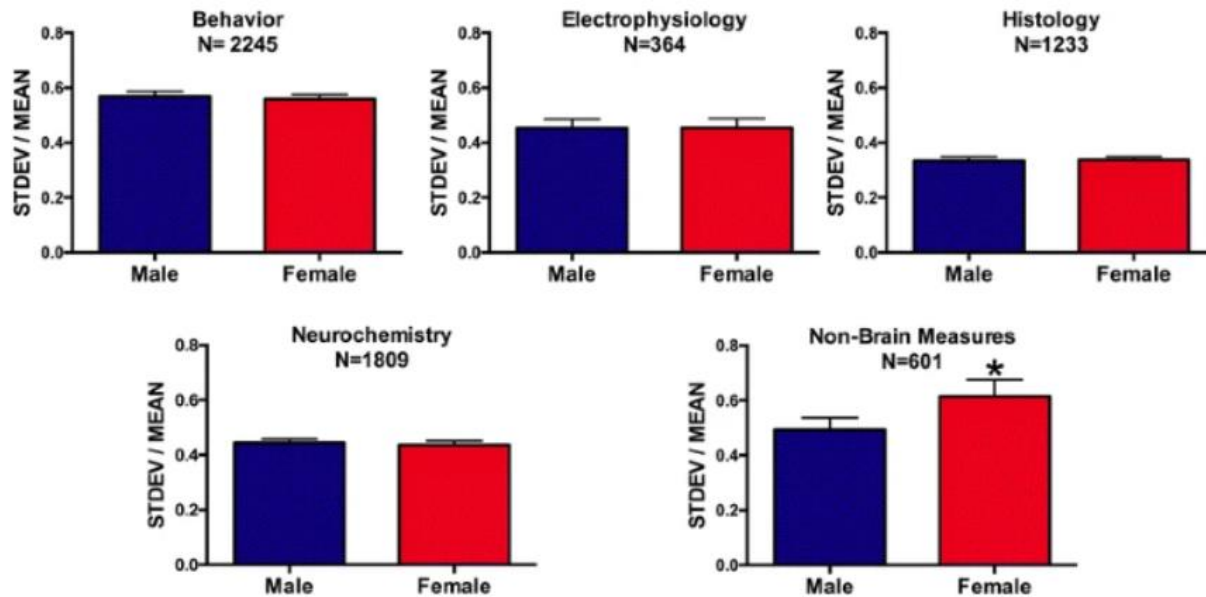 Behavior
N= 2245
STDEV / MEAN
0.8
0.6
0.4
0.2
0.0
Male
Female
Electrophysiology
N=364
STDEV / MEAN
0.8
0.6
0.4
0.2
0.0
Male
Female
Histology
N=1233
STDEV / MEAN
0.8
0.6
0.4
0.2
0.0
Male
Female
Neurochemistry
N=1809
STDEV / MEAN
0.8
0.6
0.4
0.2
0.0
Male
Female
Non-Brain Measures
N=601
*
STDEV / MEAN
0.8
0.6
0.4
0.2
0.0
Male
Female